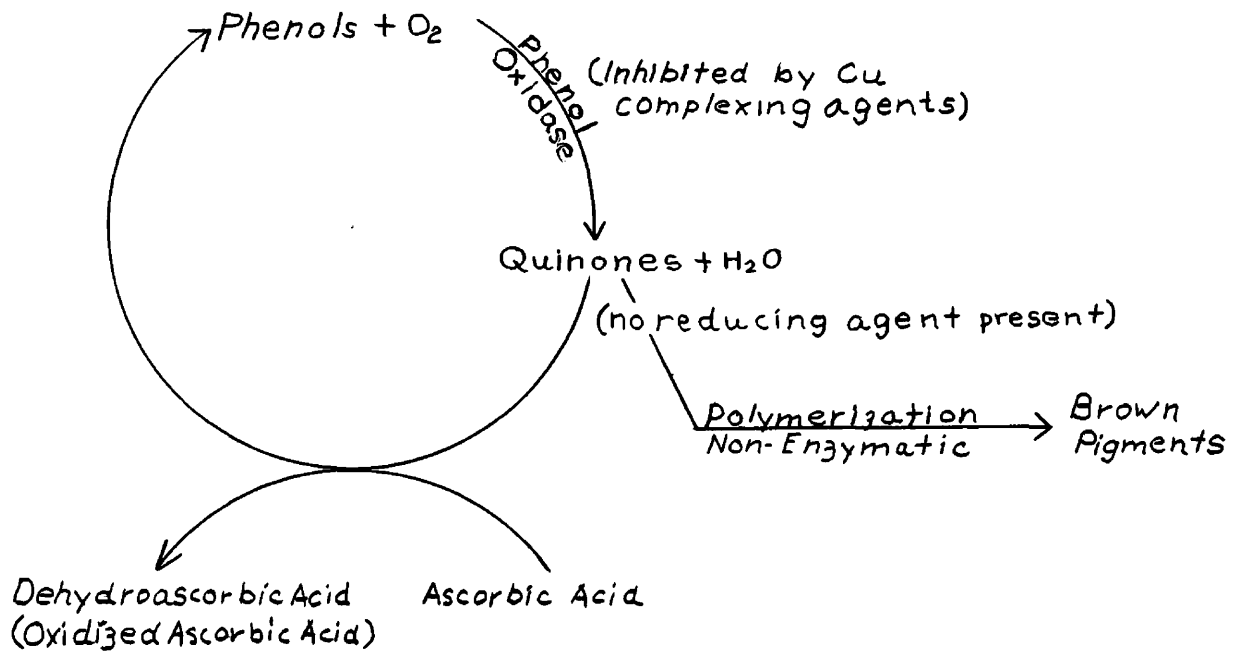 Phenols + O₂
Phenol
Oxidase
(Inhibited by Cu
complexing agents)
Quinones + H₂O
(no reducing agent present)
Polymerization
Non-Enzymatic
Brown
Pigments
Dehydroascorbic Acid
(Oxidized Ascorbic Acid)
Ascorbic Acid